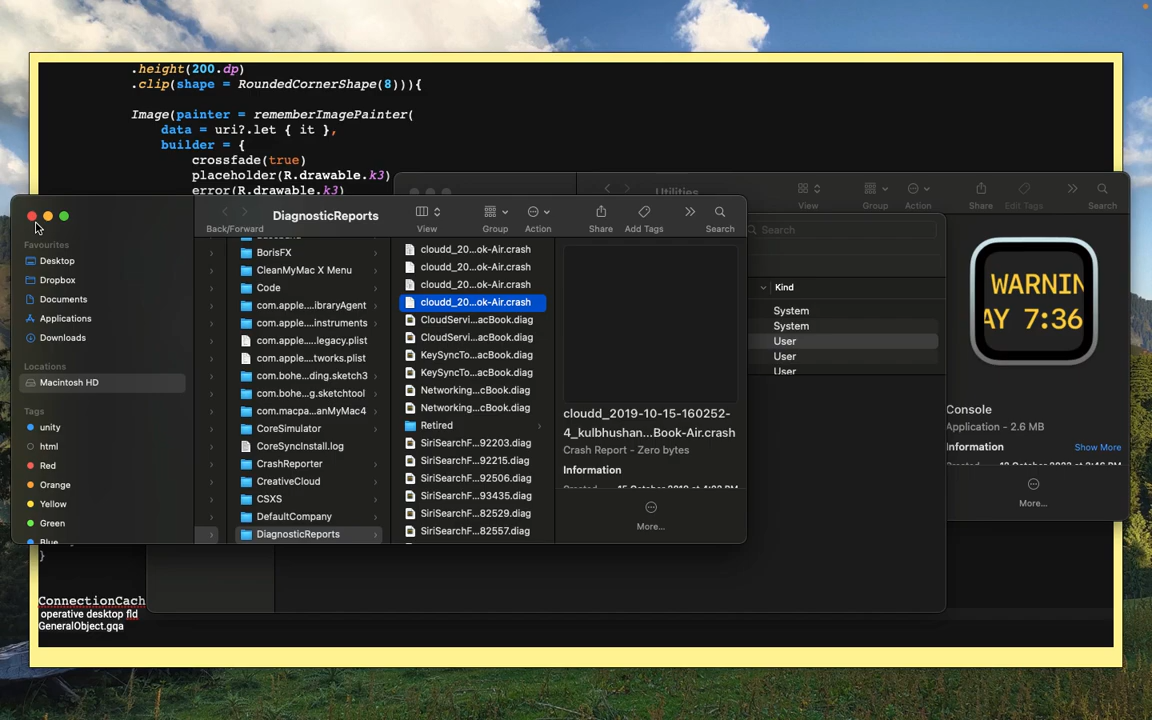 .height(200.dp)
.clip(shape = RoundedCornerShape(8))){
Image(painter = rememberImagePainter(
data = uri?.let { it },
builder = {
crossfade(true)
placeholder(R.drawable.k3)
error(R.drawable.k3)
Utilities
View
Group
Action
Share
Edit Tags
Search
Search
Kind
System
System
User
User
User
WARNIN
AY 7:36
Console
Application - 2.6 MB
Information
Show More
More...
DiagnosticReports
Back/Forward
View
Group
Action
Share
Add Tags
Search
Favourites
Desktop
Dropbox
Documents
Applications
Downloads
Locations
Macintosh HD
Tags
unity
html
Red
Orange
Yellow
Green
Blue
BorisFX
CleanMyMac X Menu
Code
com.apple....ibraryAgent
com.apple....instruments
com.apple....legacy.plist
com.apple....tworks.plist
com.bohe...ding.sketch3
com.bohe...g.sketchtool
com.macpa...anMyMac4
CoreSimulator
CoreSyncInstall.log
CrashReporter
CreativeCloud
CSXS
DefaultCompany
DiagnosticReports
cloudd_20...ok-Air.crash
cloudd_20...ok-Air.crash
cloudd_20...ok-Air.crash
cloudd_20...ok-Air.crash
CloudServi...acBook.diag
CloudServi...acBook.diag
KeySyncTo...acBook.diag
KeySyncTo...acBook.diag
Networking...cBook.diag
Networking...cBook.diag
Retired
SiriSearchF...92203.diag
SiriSearchF...92215.diag
SiriSearchF...92506.diag
SiriSearchF...93435.diag
SiriSearchF...82529.diag
SiriSearchF...82557.diag
cloudd_2019-10-15-160252-
4_kulbhushan...Book-Air.crash
Crash Report - Zero bytes
Information
More...
}
ConnectionCach
operative desktop fld
GeneralObject.gqa